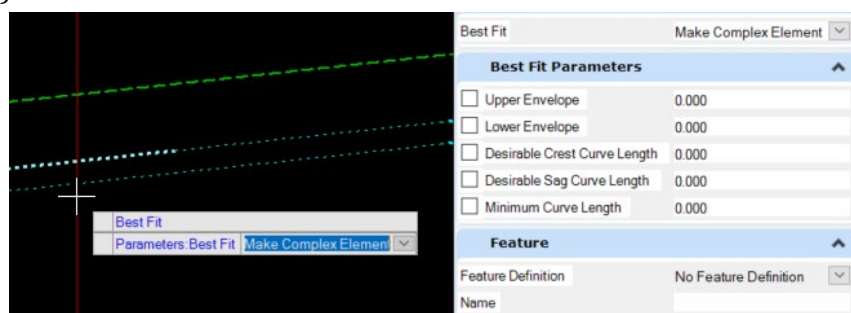 Best Fit Make Complex Element
Best Fit Parameters
Upper Envelope 0.000
Lower Envelope 0.000
Desirable Crest Curve Length 0.000
Desirable Sag Curve Length 0.000
Minimum Curve Length 0.000
Feature
Feature Definition No Feature Definition
Name
Best Fit
Parameters:Best Fit Make Complex Element